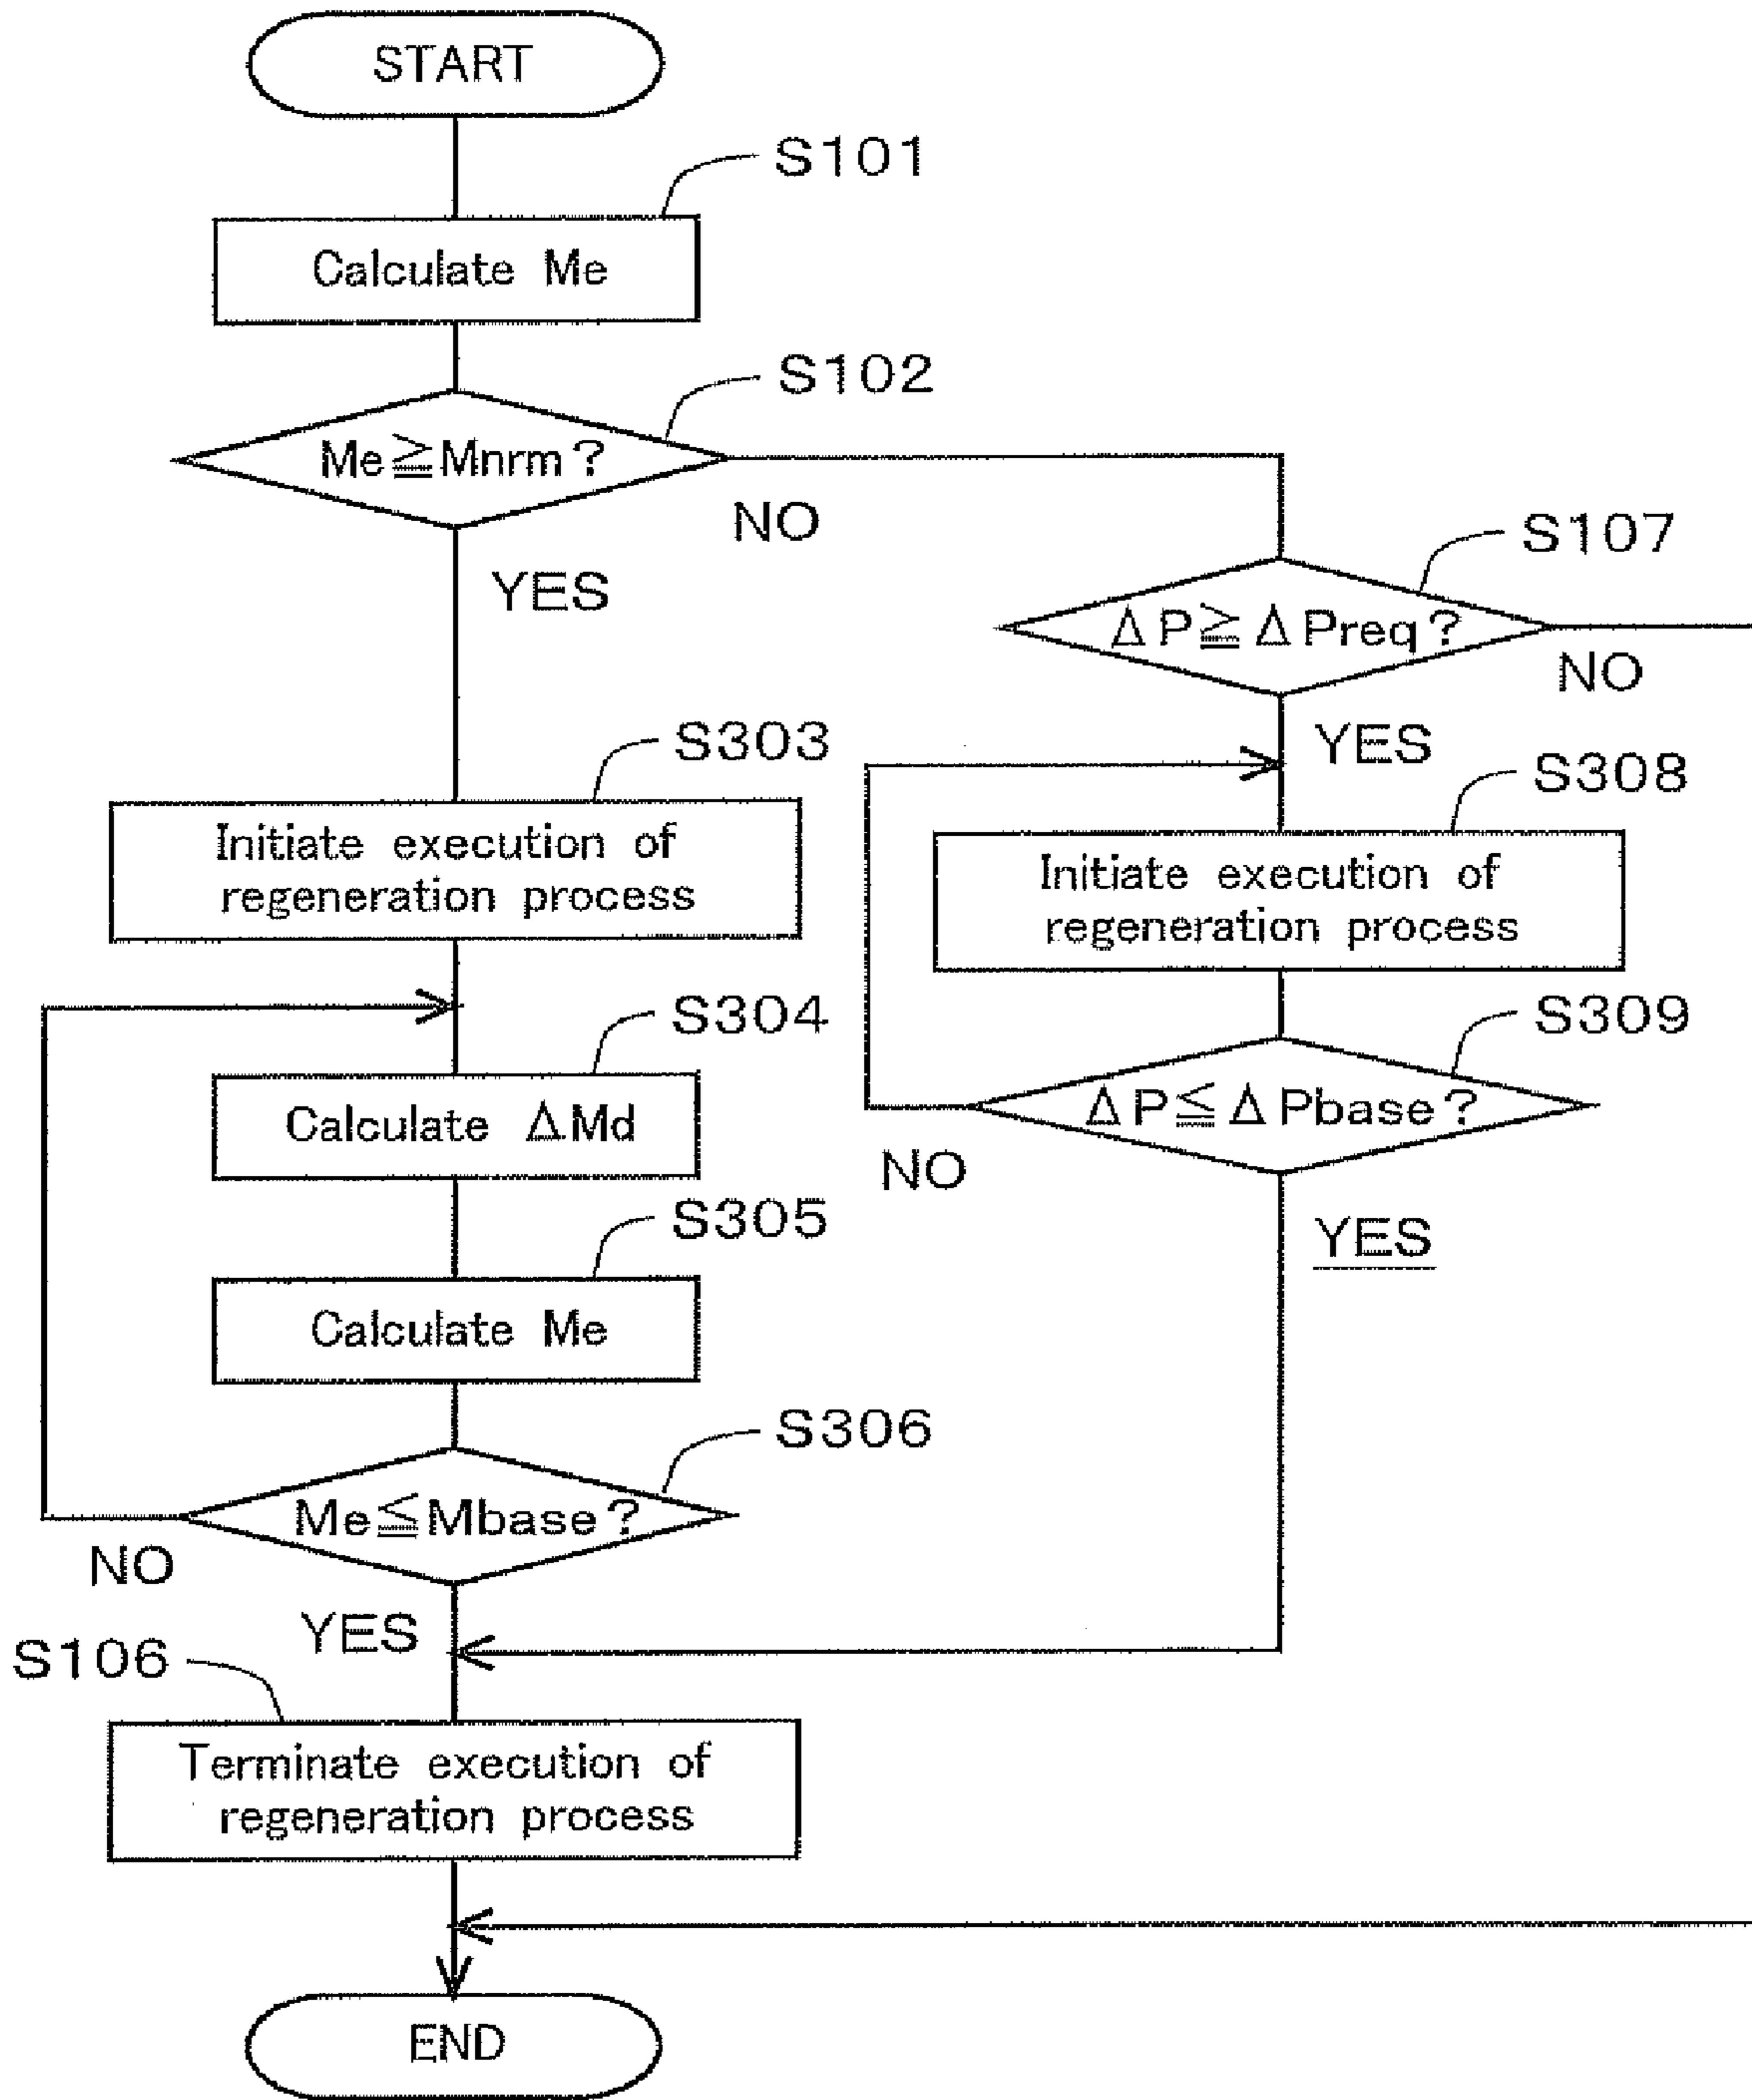 START
S101
Calculate Me
S102
Me≧Mnrm?
NO
YES
S107
ΔP≧ΔPreq?
NO
YES
S303
Initiate execution of
regeneration process
S308
Initiate execution of
regeneration process
S304
Calculate ΔMd
S309
ΔP≦ΔPbase?
NO
YES
S305
Calculate Me
S306
Me≦Mbase?
NO
YES
S106
Terminate execution of
regeneration process
END